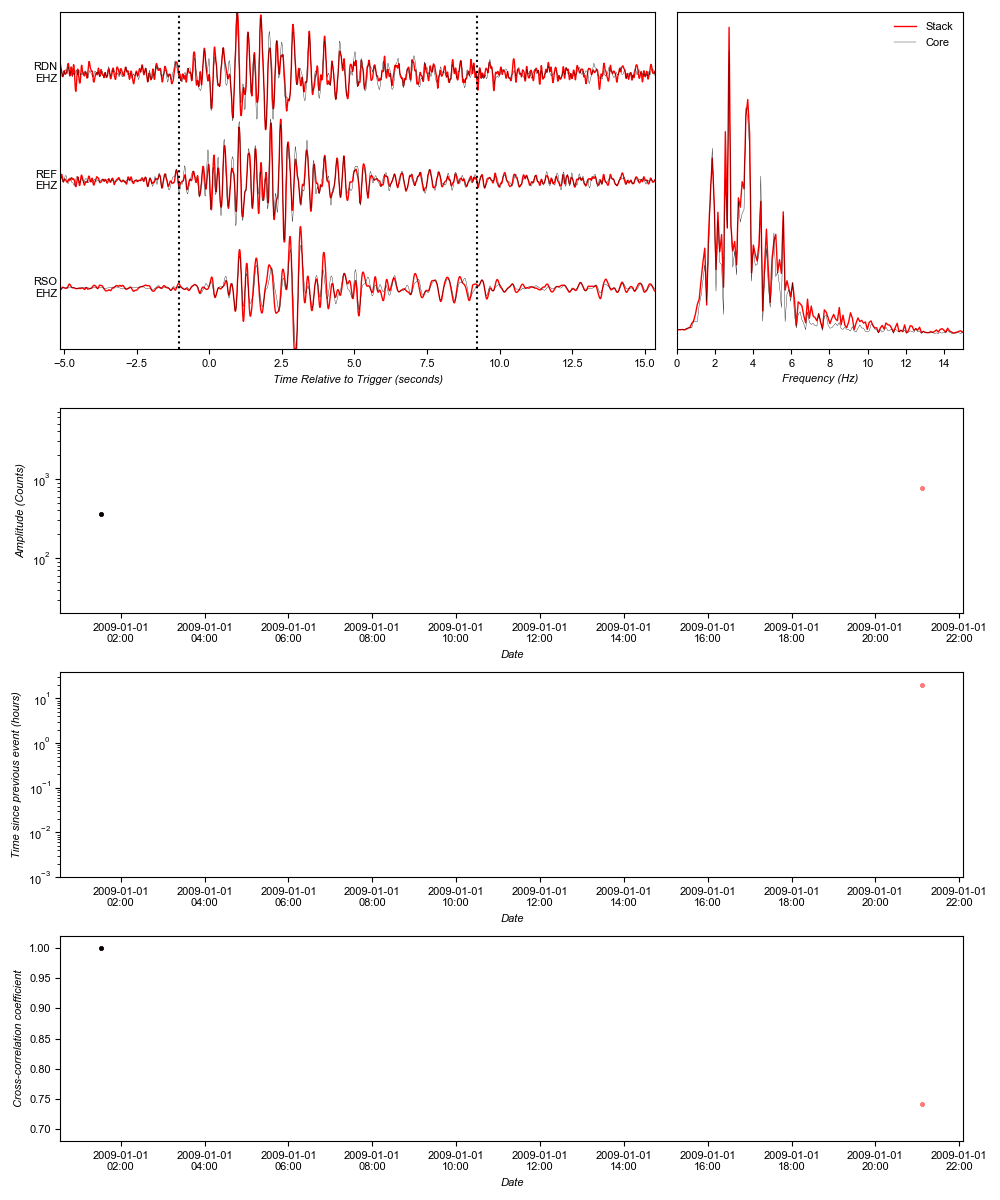 RDN
EHZ
REF
EHZ
RSO
EHZ
−5.0 −2.5 0.0 2.5 5.0 7.5 10.0 12.5 15.0
Time Relative to Trigger (seconds)
Stack
Core
0 2 4 6 8 10 12 14
Frequency (Hz)
Amplitude (Counts)
10³
10²
2009-01-01 2009-01-01 2009-01-01 2009-01-01 2009-01-01 2009-01-01 2009-01-01 2009-01-01 2009-01-01 2009-01-01 2009-01-01
02:00 04:00 06:00 08:00 10:00 12:00 14:00 16:00 18:00 20:00 22:00
Date
Time since previous event (hours)
10¹
10⁰
10⁻¹
10⁻²
10⁻³
2009-01-01 2009-01-01 2009-01-01 2009-01-01 2009-01-01 2009-01-01 2009-01-01 2009-01-01 2009-01-01 2009-01-01 2009-01-01
02:00 04:00 06:00 08:00 10:00 12:00 14:00 16:00 18:00 20:00 22:00
Date
Cross-correlation coefficient
1.00
0.95
0.90
0.85
0.80
0.75
0.70
2009-01-01 2009-01-01 2009-01-01 2009-01-01 2009-01-01 2009-01-01 2009-01-01 2009-01-01 2009-01-01 2009-01-01 2009-01-01
02:00 04:00 06:00 08:00 10:00 12:00 14:00 16:00 18:00 20:00 22:00
Date